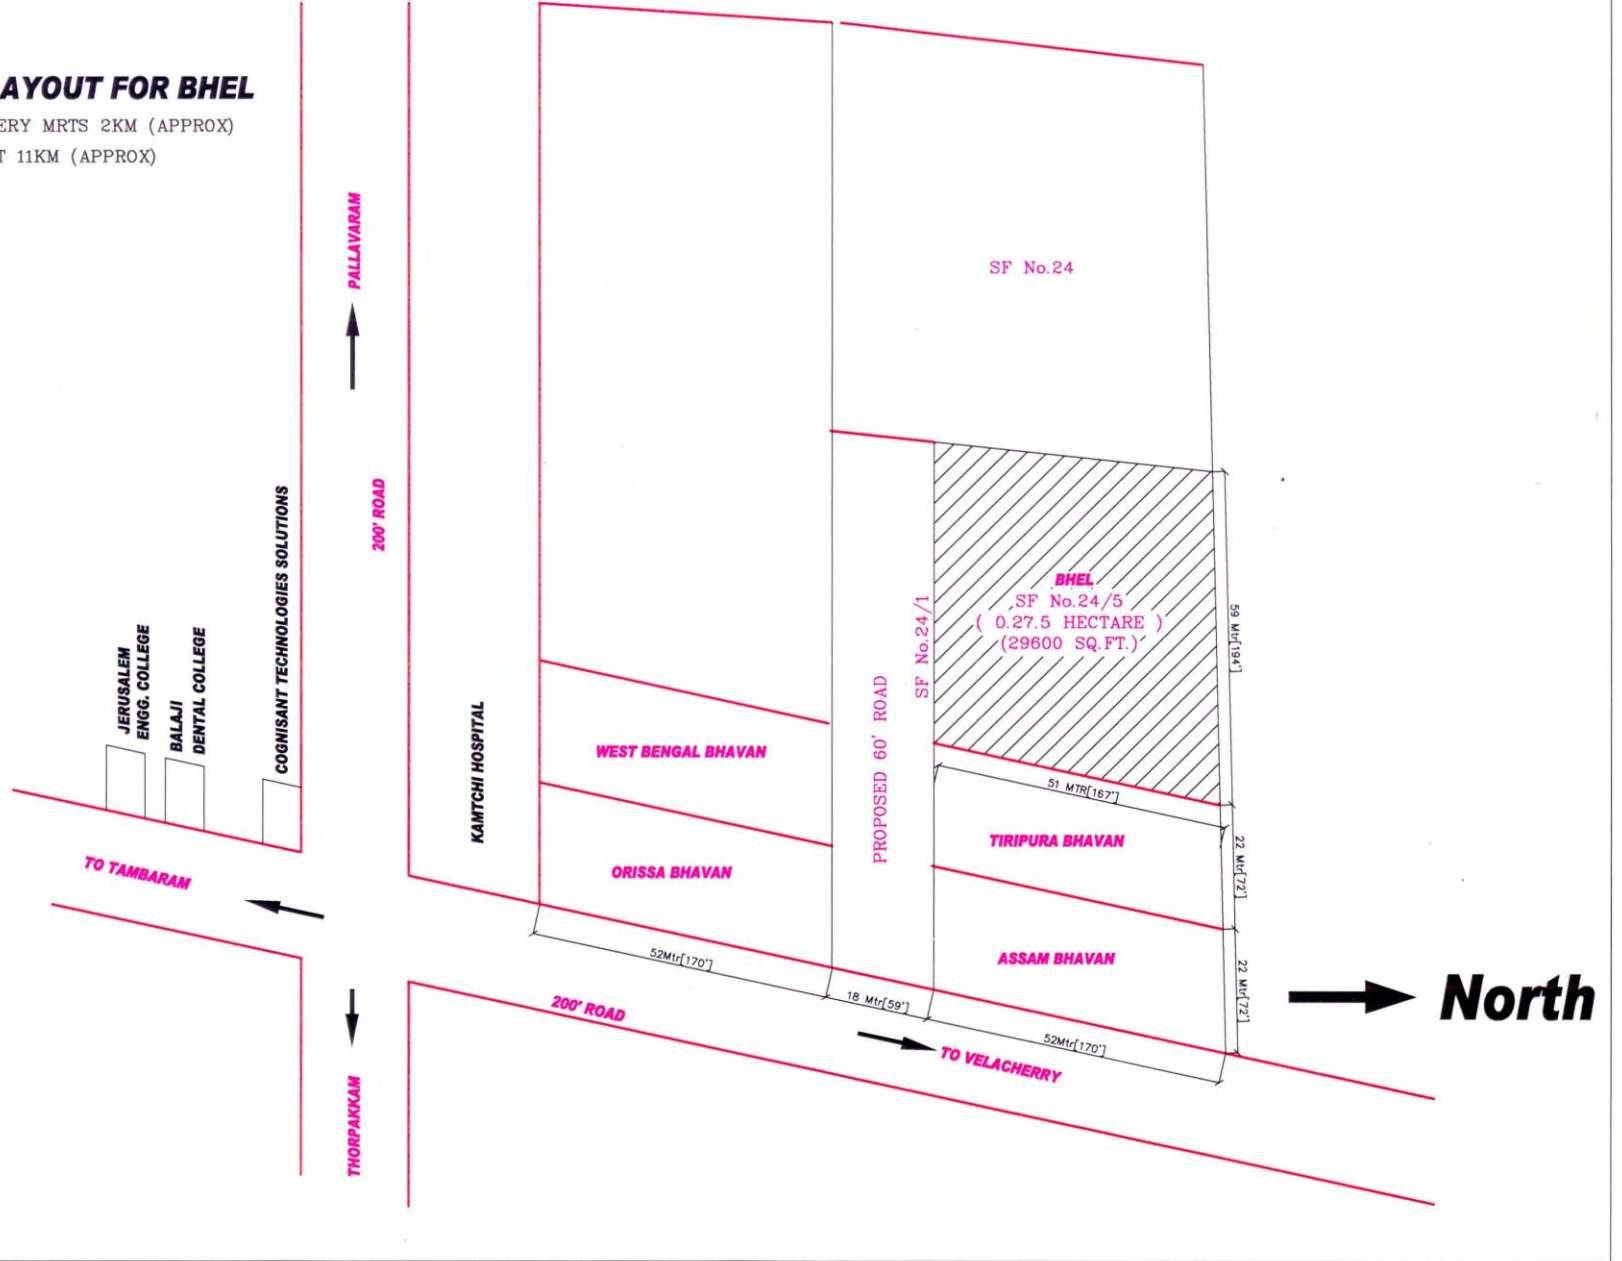 AYOUT FOR BHEL
ERY MRTS 2KM (APPROX)
T 11KM (APPROX)
PALLAVARAM
200' ROAD
SF No.24
COGNISANT TECHNOLOGIES SOLUTIONS
JERUSALEM
ENGG. COLLEGE
BALAJI
DENTAL COLLEGE
KAMTCHI HOSPITAL
BHEL
SF No.24/5
( 0.27.5 HECTARE )
(29600 SQ.FT.)
SF No.24/1
PROPOSED 60' ROAD
59 Mtr[194']
WEST BENGAL BHAVAN
51 MTR[167']
TIRIPURA BHAVAN
22 Mtr[72']
ORISSA BHAVAN
TO TAMBARAM
ASSAM BHAVAN
22 Mtr[72']
52Mtr[170']
18 Mtr[59']
52Mtr[170']
200' ROAD
TO VELACHERRY
North
THORPAKKAM